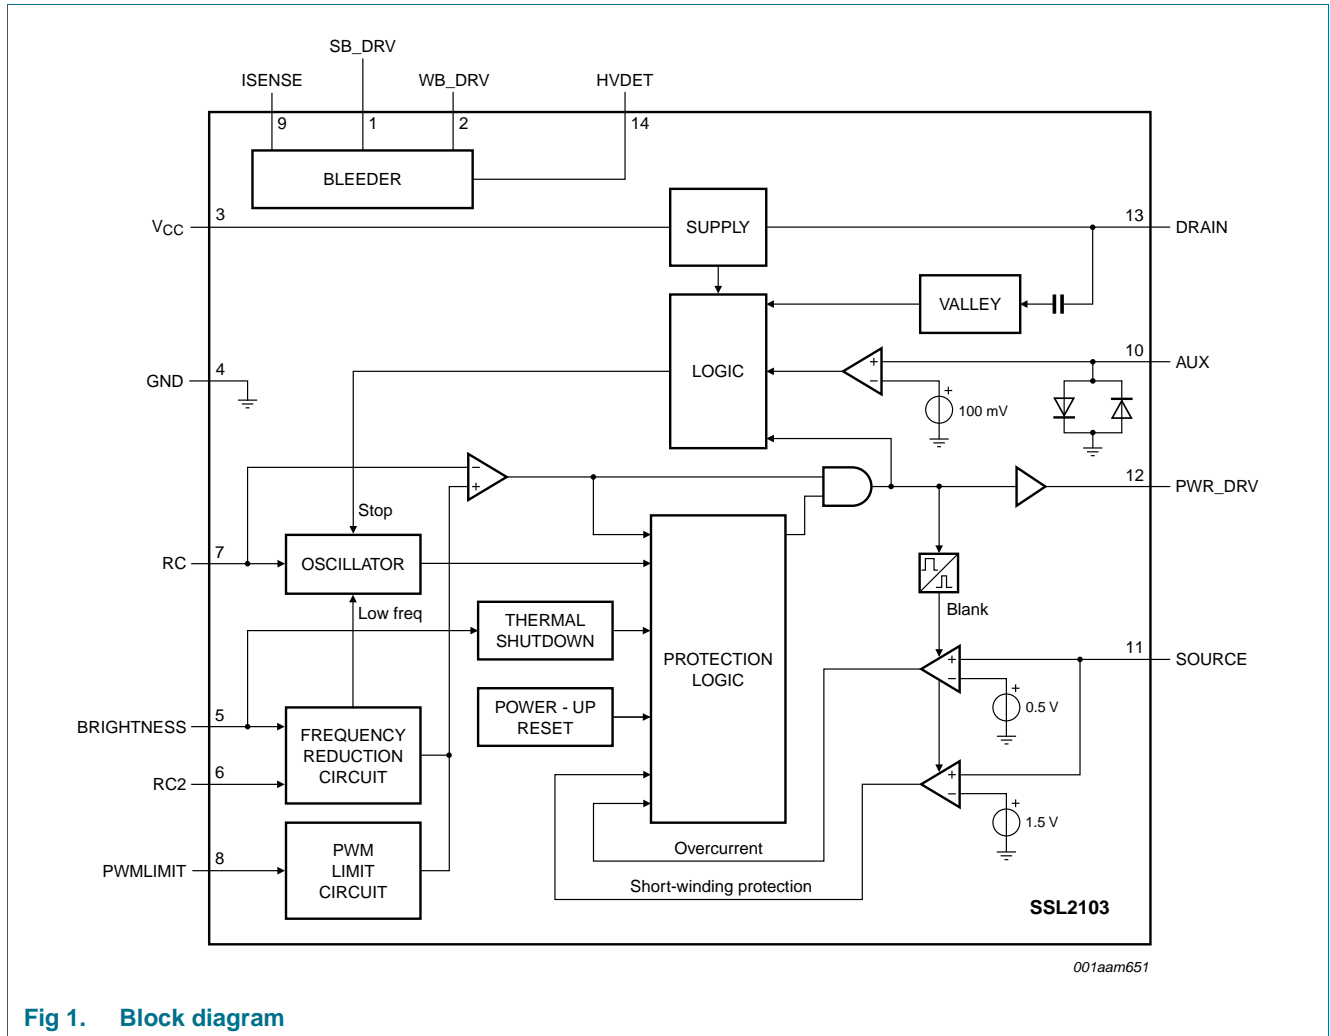 SB_DRV
ISENSE
WB_DRV
HVDET
9
1
2
14
BLEEDER
3
VCC
SUPPLY
13
DRAIN
VALLEY
10
AUX
4
GND
LOGIC
+
−
+
100 mV
−
+
12
PWR_DRV
Stop
7
RC
OSCILLATOR
Low freq
Blank
THERMAL
SHUTDOWN
PROTECTION
LOGIC
11
SOURCE
+
−
+
0.5 V
5
BRIGHTNESS
POWER - UP
RESET
FREQUENCY
REDUCTION
CIRCUIT
6
RC2
+
−
+
1.5 V
8
PWMLIMIT
PWM
LIMIT
CIRCUIT
Overcurrent
Short-winding protection
SSL2103
001aam651
Fig 1. Block diagram